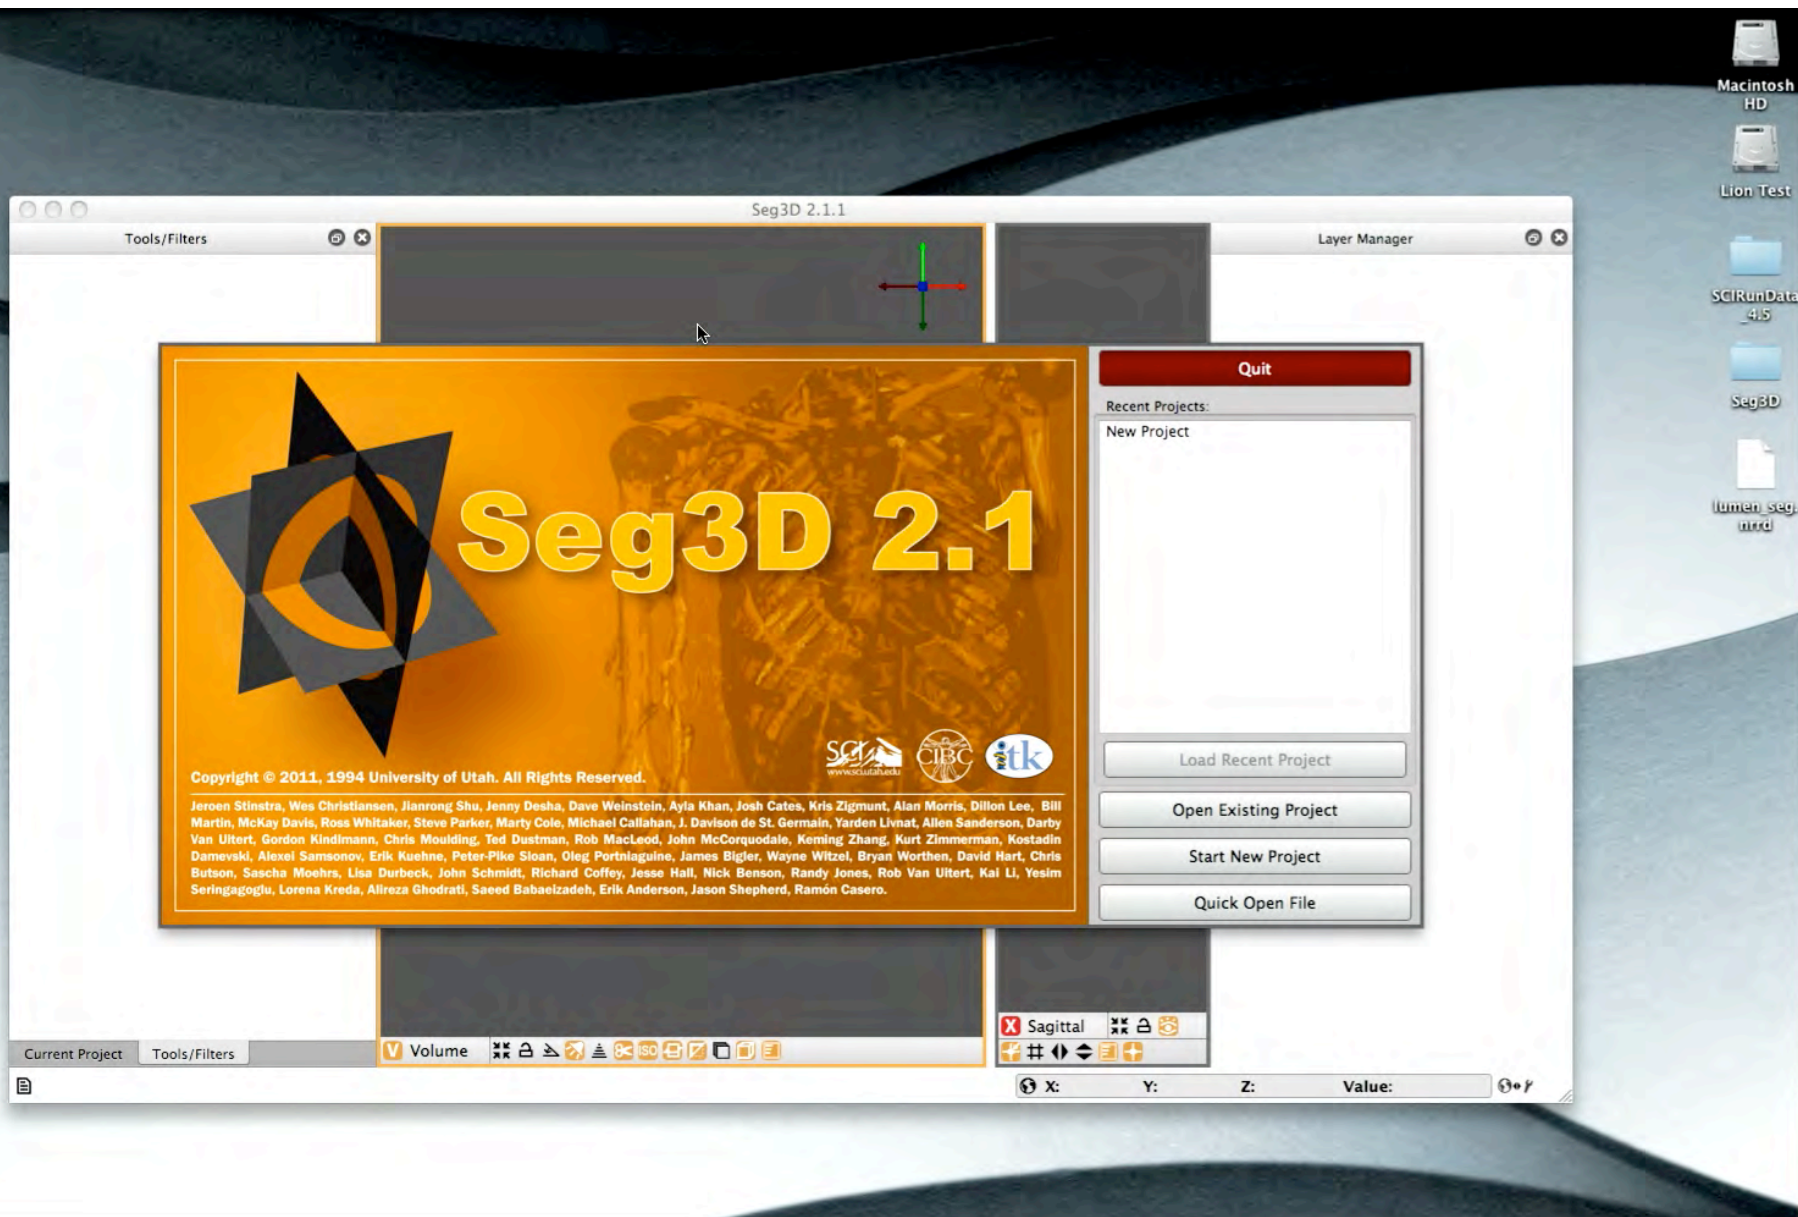 Macintosh
HD
Lion Test
SCIRunData
_4.5
Seg3D
lumen_seg.
nrrd
Seg3D 2.1.1
Tools/Filters
Layer Manager
Quit
Recent Projects:
New Project
Seg3D 2.1
SCI
www.sci.utah.edu
CIBC
itk
Copyright © 2011, 1994 University of Utah. All Rights Reserved.
Jeroen Stinstra, Wes Christiansen, Jianrong Shu, Jenny Desha, Dave Weinstein, Ayla Khan, Josh Cates, Kris Zigmunt, Alan Morris, Dillon Lee, Bill
Martin, McKay Davis, Ross Whitaker, Steve Parker, Marty Cole, Michael Callahan, J. Davison de St. Germain, Yarden Livnat, Allen Sanderson, Darby
Van Uitert, Gordon Kindlmann, Chris Moulding, Ted Dustman, Rob MacLeod, John McCorquodale, Keming Zhang, Kurt Zimmerman, Kostadin
Damevski, Alexei Samsonov, Erik Kuehne, Peter-Pike Sloan, Oleg Portniaguine, James Bigler, Wayne Witzel, Bryan Worthen, David Hart, Chris
Butson, Sascha Moehrs, Lisa Durbeck, John Schmidt, Richard Coffey, Jesse Hall, Nick Benson, Randy Jones, Rob Van Uitert, Kai Li, Yesim
Seringagoglu, Lorena Kreda, Alireza Ghodrati, Saeed Babaeizadeh, Erik Anderson, Jason Shepherd, Ramón Casero.
Load Recent Project
Open Existing Project
Start New Project
Quick Open File
X Sagittal
V Volume
ISO
Current Project
Tools/Filters
X: Y: Z: Value: